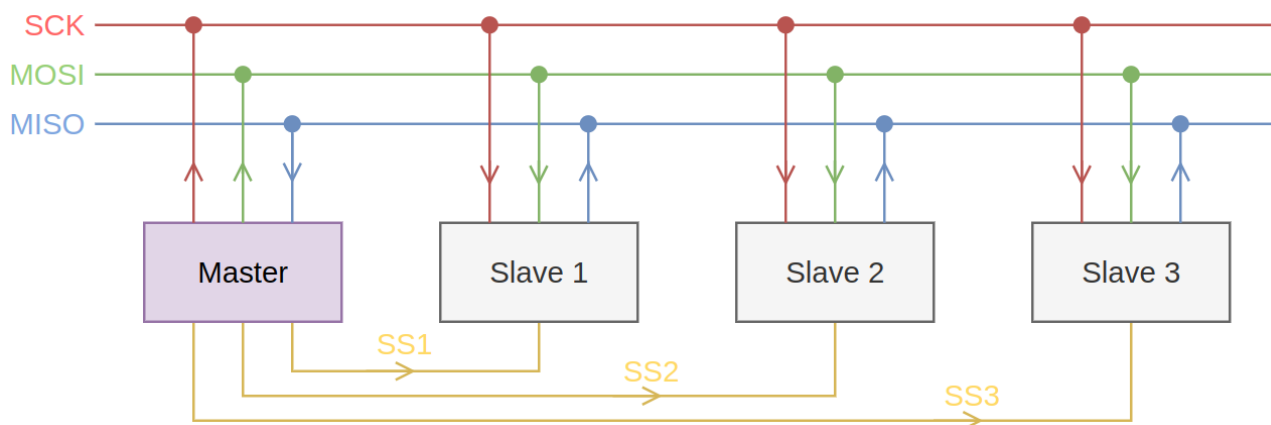 SCK
MOSI
MISO
Master
Slave 1
Slave 2
Slave 3
SS1
SS2
SS3